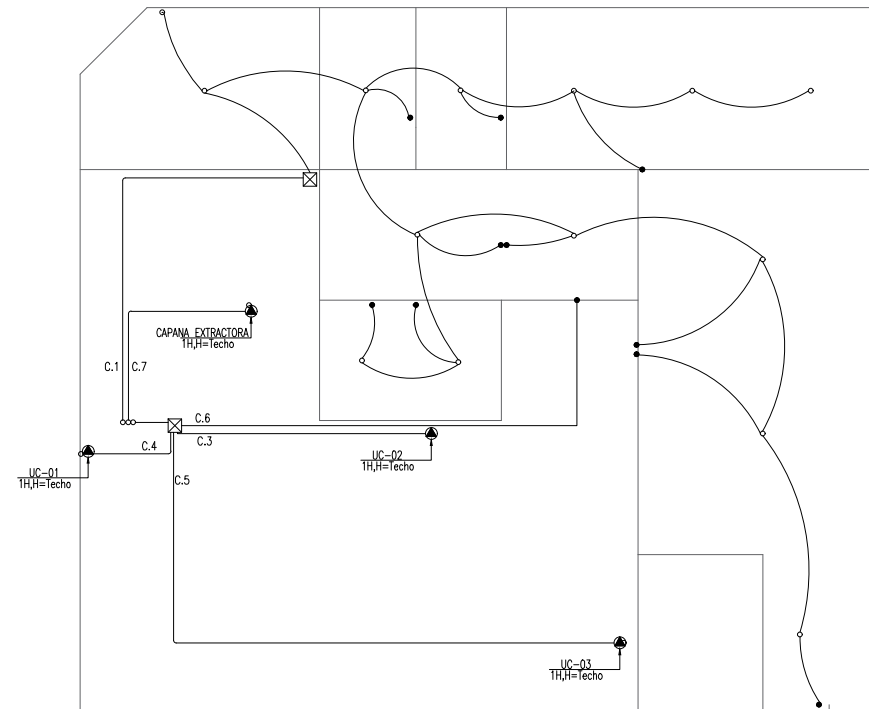 CAPANA EXTRACTORA
1H,H=Techo
C.1
C.7
C.6
C.3
C.4
UC-01
1H,H=Techo
UC-02
1H,H=Techo
C.5
UC-03
1H,H=Techo